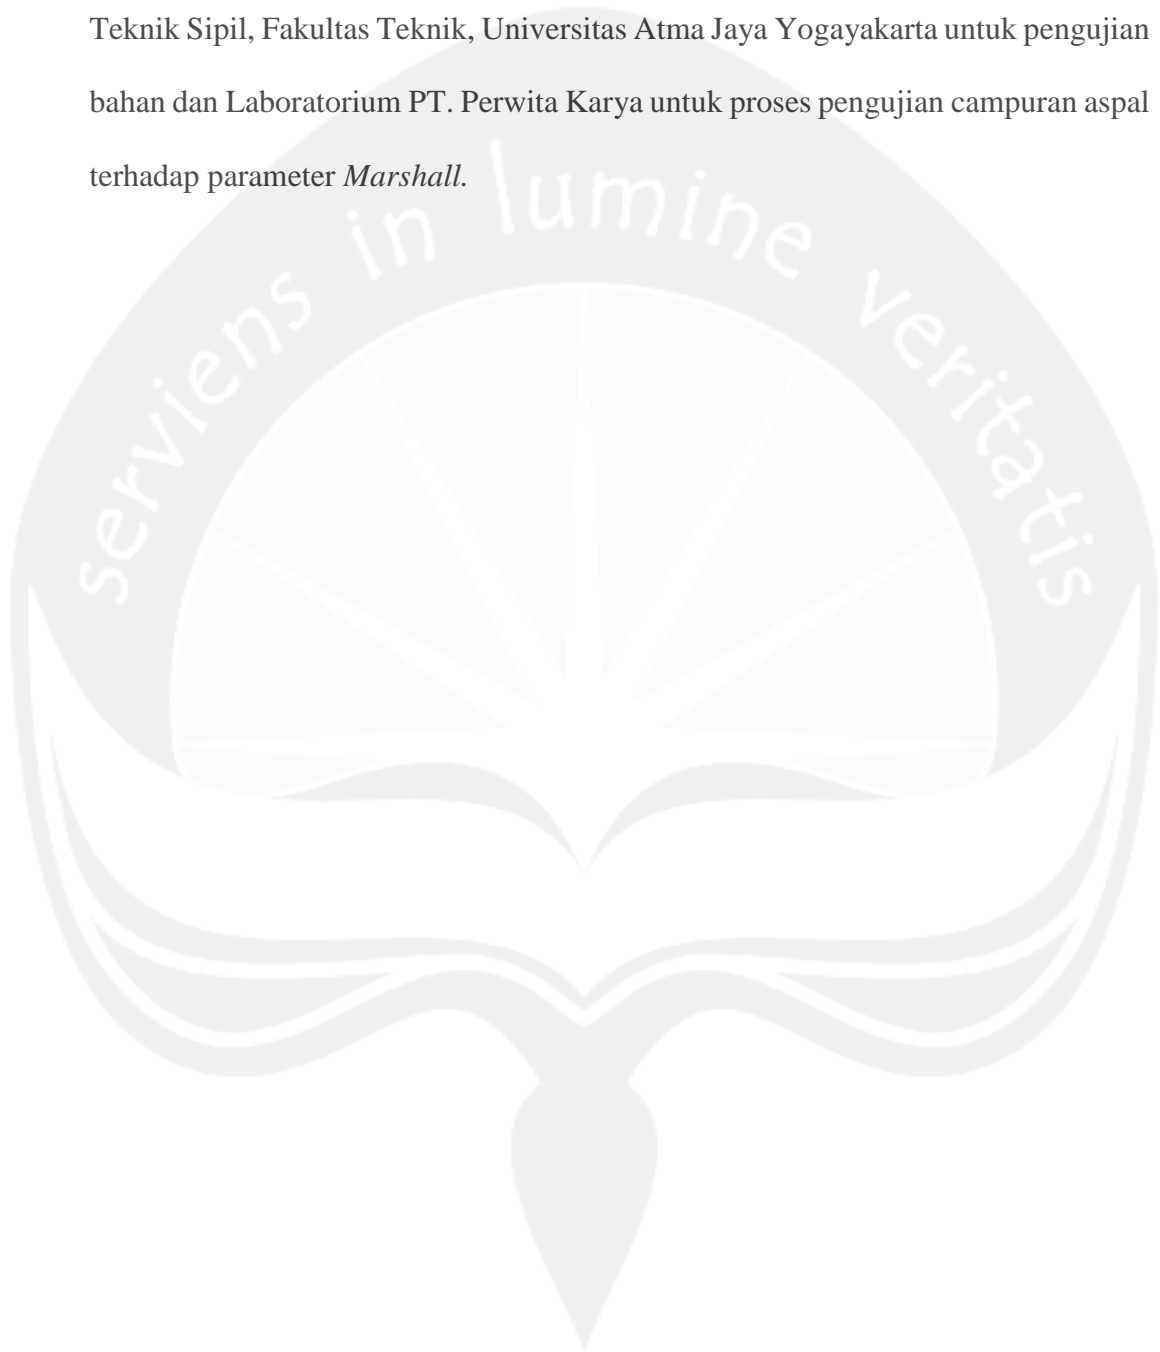 Teknik Sipil, Fakultas Teknik, Universitas Atma Jaya Yogayakarta untuk pengujian
bahan dan Laboratorium PT. Perwita Karya untuk proses pengujian campuran aspal
terhadap parameter Marshall.
serviens in lumine veritatis